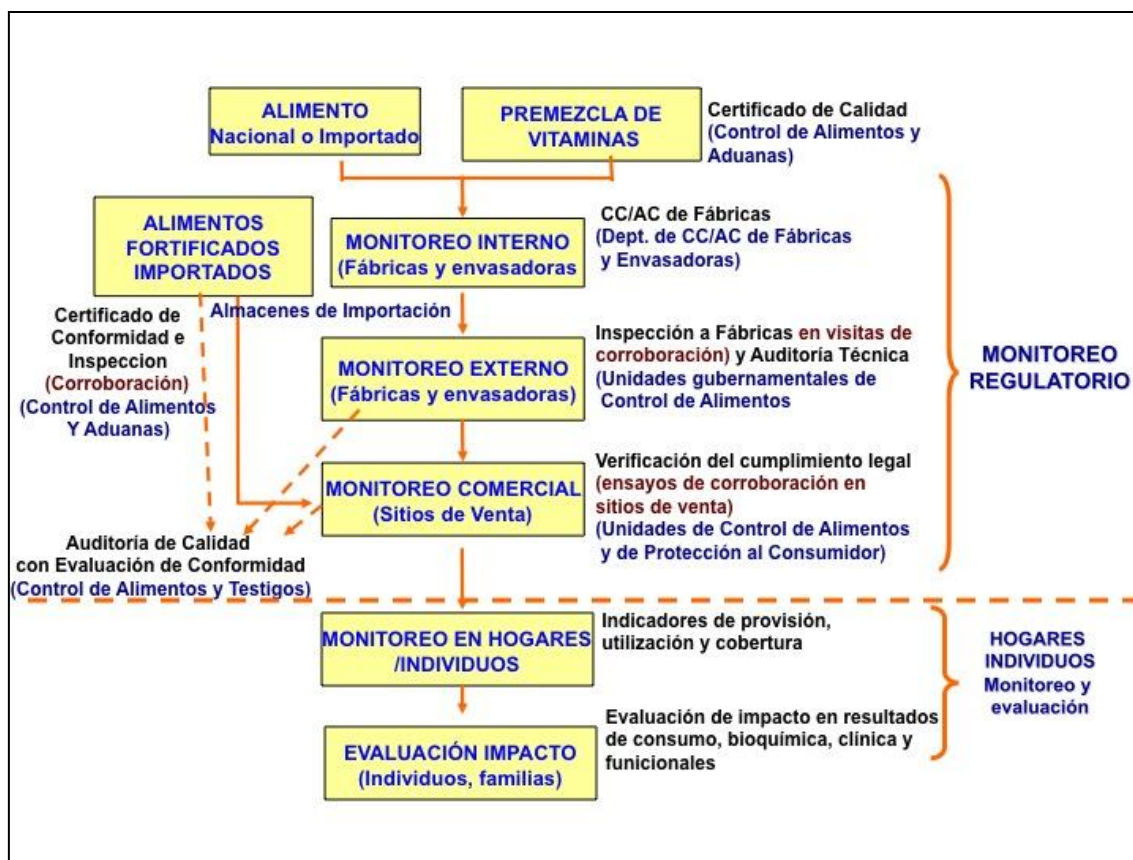 ALIMENTO
Nacional o Importado
PREMEZCLA DE
VITAMINAS
Certificado de Calidad
(Control de Alimentos y
Aduanas)
ALIMENTOS
FORTIFICADOS
IMPORTADOS
MONITOREO INTERNO
(Fábricas y envasadoras
CC/AC de Fábricas
(Dept. de CC/AC de Fábricas
y Envasadoras)
Almacenes de Importación
Certificado de
Conformidad e
Inspeccion
(Corroboración)
(Control de Alimentos
Y Aduanas)
MONITOREO EXTERNO
(Fábricas y envasadoras)
Inspección a Fábricas en visitas de
corroboración) y Auditoría Técnica
(Unidades gubernamentales de
Control de Alimentos
MONITOREO
REGULATORIO
MONITOREO COMERCIAL
(Sitios de Venta)
Verificación del cumplimiento legal
(ensayos de corroboración en
sitios de venta)
(Unidades de Control de Alimentos
y de Protección al Consumidor)
Auditoría de Calidad
con Evaluación de Conformidad
(Control de Alimentos y Testigos)
MONITOREO EN HOGARES
/INDIVIDUOS
Indicadores de provisión,
utilización y cobertura
HOGARES
INDIVIDUOS
Monitoreo y
evaluación
EVALUACIÓN IMPACTO
(Individuos, familias)
Evaluación de impacto en resultados
de consumo, bioquímica, clínica y
funicionales